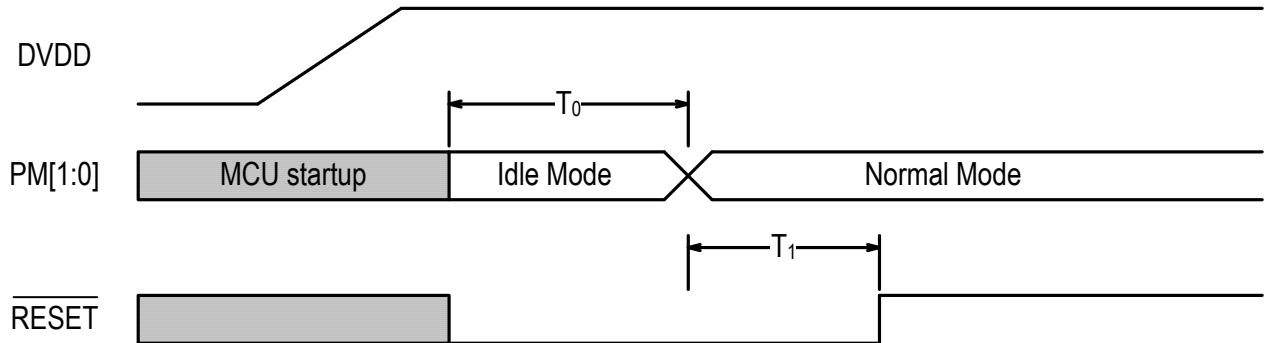 DVDD
T0
PM[1:0] MCU startup Idle Mode Normal Mode
T1
RESET